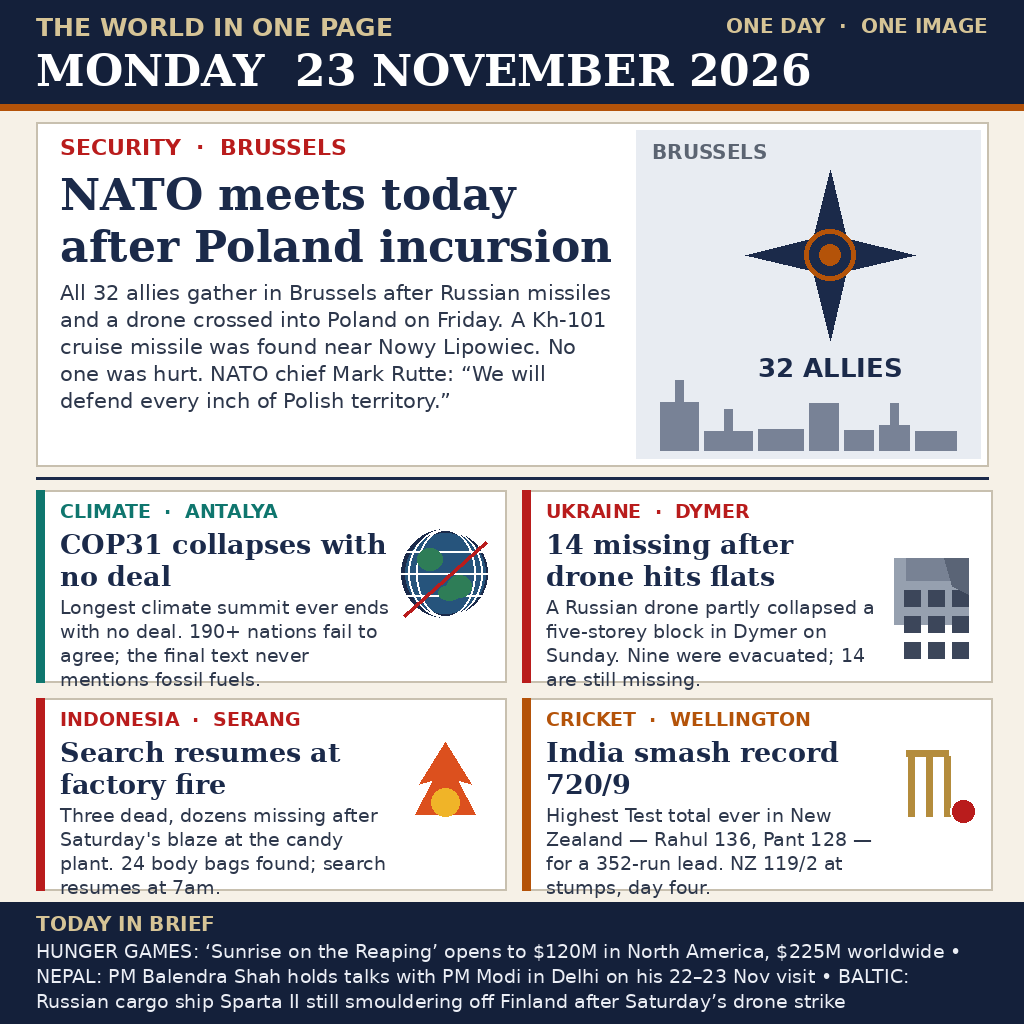 THE WORLD IN ONE PAGE
ONE DAY · ONE IMAGE
MONDAY 23 NOVEMBER 2026
SECURITY · BRUSSELS
NATO meets today
after Poland incursion
All 32 allies gather in Brussels after Russian missiles
and a drone crossed into Poland on Friday. A Kh-101
cruise missile was found near Nowy Lipowiec. No
one was hurt. NATO chief Mark Rutte: “We will
defend every inch of Polish territory.”
BRUSSELS
32 ALLIES
CLIMATE · ANTALYA
COP31 collapses with
no deal
Longest climate summit ever ends
with no deal. 190+ nations fail to
agree; the final text never
mentions fossil fuels.
UKRAINE · DYMER
14 missing after
drone hits flats
A Russian drone partly collapsed a
five-storey block in Dymer on
Sunday. Nine were evacuated; 14
are still missing.
INDONESIA · SERANG
Search resumes at
factory fire
Three dead, dozens missing after
Saturday's blaze at the candy
plant. 24 body bags found; search
resumes at 7am.
CRICKET · WELLINGTON
India smash record
720/9
Highest Test total ever in New
Zealand — Rahul 136, Pant 128 —
for a 352-run lead. NZ 119/2 at
stumps, day four.
TODAY IN BRIEF
HUNGER GAMES: ‘Sunrise on the Reaping’ opens to $120M in North America, $225M worldwide •
NEPAL: PM Balendra Shah holds talks with PM Modi in Delhi on his 22–23 Nov visit • BALTIC:
Russian cargo ship Sparta II still smouldering off Finland after Saturday’s drone strike